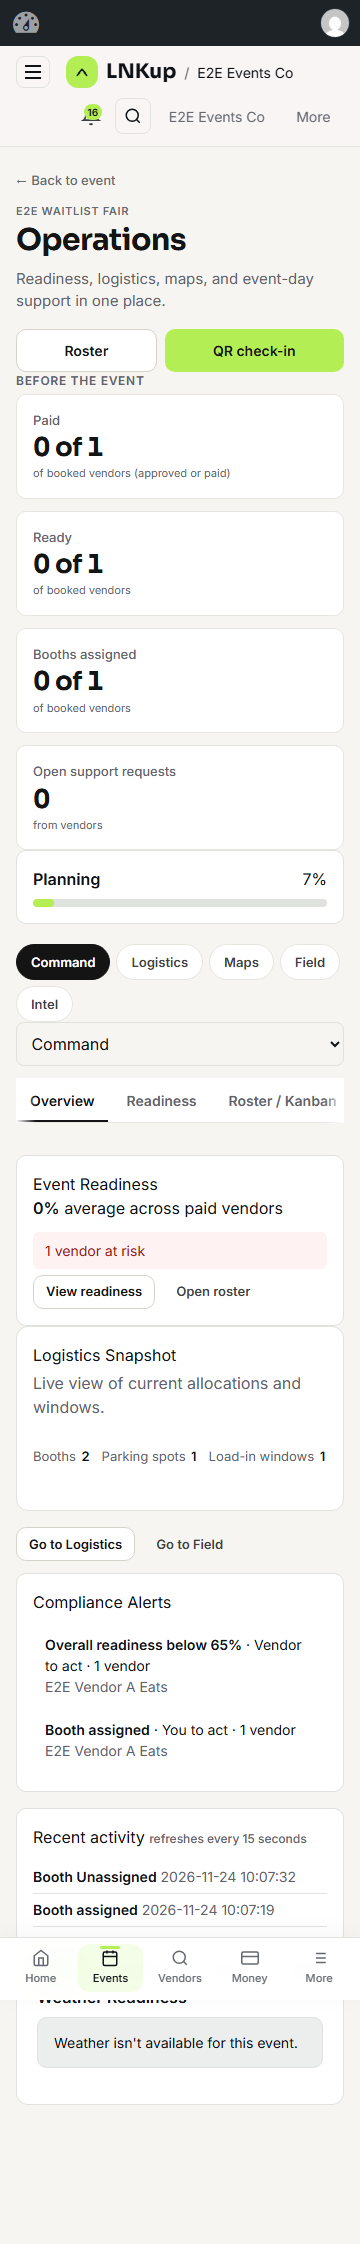 LNKup / E2E Events Co
16
E2E Events Co More
← Back to event
E2E WAITLIST FAIR
Operations
Readiness, logistics, maps, and event-day
support in one place.
Roster QR check-in
BEFORE THE EVENT
Paid
0 of 1
of booked vendors (approved or paid)
Ready
0 of 1
of booked vendors
Booths assigned
0 of 1
of booked vendors
Open support requests
0
from vendors
Planning 7%
Command Logistics Maps Field
Intel
Command
Overview Readiness Roster / Kanban
Event Readiness
0% average across paid vendors
1 vendor at risk
View readiness Open roster
Logistics Snapshot
Live view of current allocations and
windows.
Booths 2 Parking spots 1 Load-in windows 1
Go to Logistics Go to Field
Compliance Alerts
Overall readiness below 65% · Vendor
to act · 1 vendor
E2E Vendor A Eats
Booth assigned · You to act · 1 vendor
E2E Vendor A Eats
Recent activity refreshes every 15 seconds
Booth Unassigned 2026-11-24 10:07:32
Booth assigned 2026-11-24 10:07:19
Home Events Vendors Money More
Weather Readiness
Weather isn't available for this event.